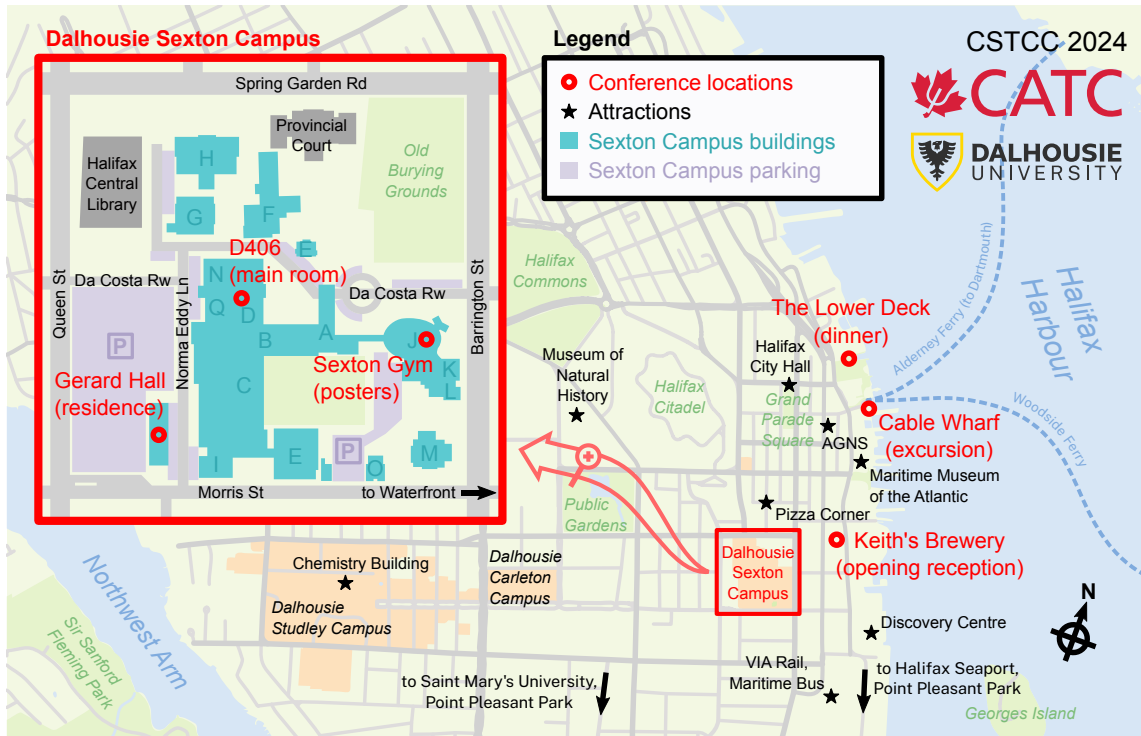 Dalhousie Sexton Campus
Spring Garden Rd
Provincial
Court
Halifax
Central
Library
Old
Burying
Grounds
H
G
F
E
D406
(main room)
Da Costa Rw
Da Costa Rw
Queen St
Norma Eddy Ln
Barrington St
N
Q
D
B
A
J
K
L
C
P
Sexton Gym
(posters)
Gerard Hall
(residence)
I
E
P
O
M
Morris St
to Waterfront
Legend
Conference locations
Attractions
Sexton Campus buildings
Sexton Campus parking
CSTCC 2024
CATC
DALHOUSIE
UNIVERSITY
Halifax
Commons
Alderney Ferry (to Dartmouth)
Halifax
Harbour
Woodside Ferry
The Lower Deck
(dinner)
Halifax
City Hall
Museum of
Natural
History
Halifax
Citadel
Grand
Parade
Square
Cable Wharf
(excursion)
AGNS
Maritime Museum
of the Atlantic
Public
Gardens
Pizza Corner
Keith's Brewery
(opening reception)
Dalhousie
Sexton
Campus
Chemistry Building
Dalhousie
Studley Campus
Dalhousie
Carleton
Campus
Northwest Arm
Sir Sanford
Fleming Park
Discovery Centre
N
VIA Rail,
Maritime Bus
to Saint Mary's University,
Point Pleasant Park
to Halifax Seaport,
Point Pleasant Park
Georges Island